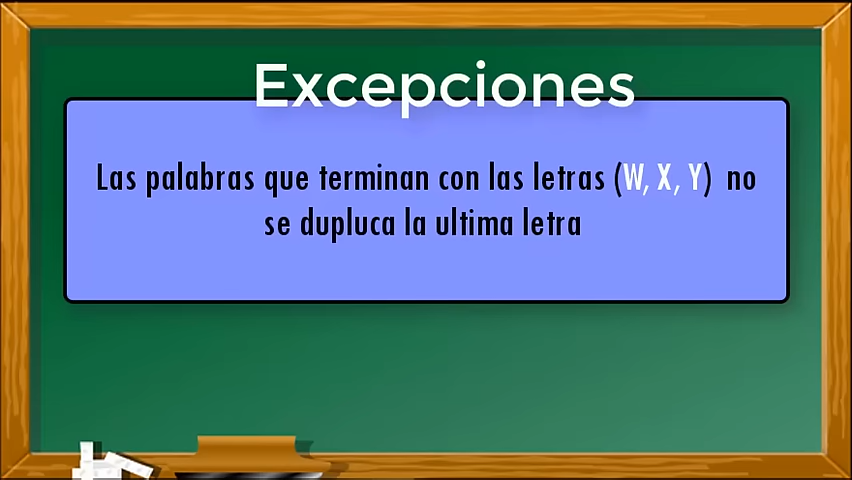 Excepciones
Las palabras que terminan con las letras (W, X, Y) no
se dupluca la ultima letra